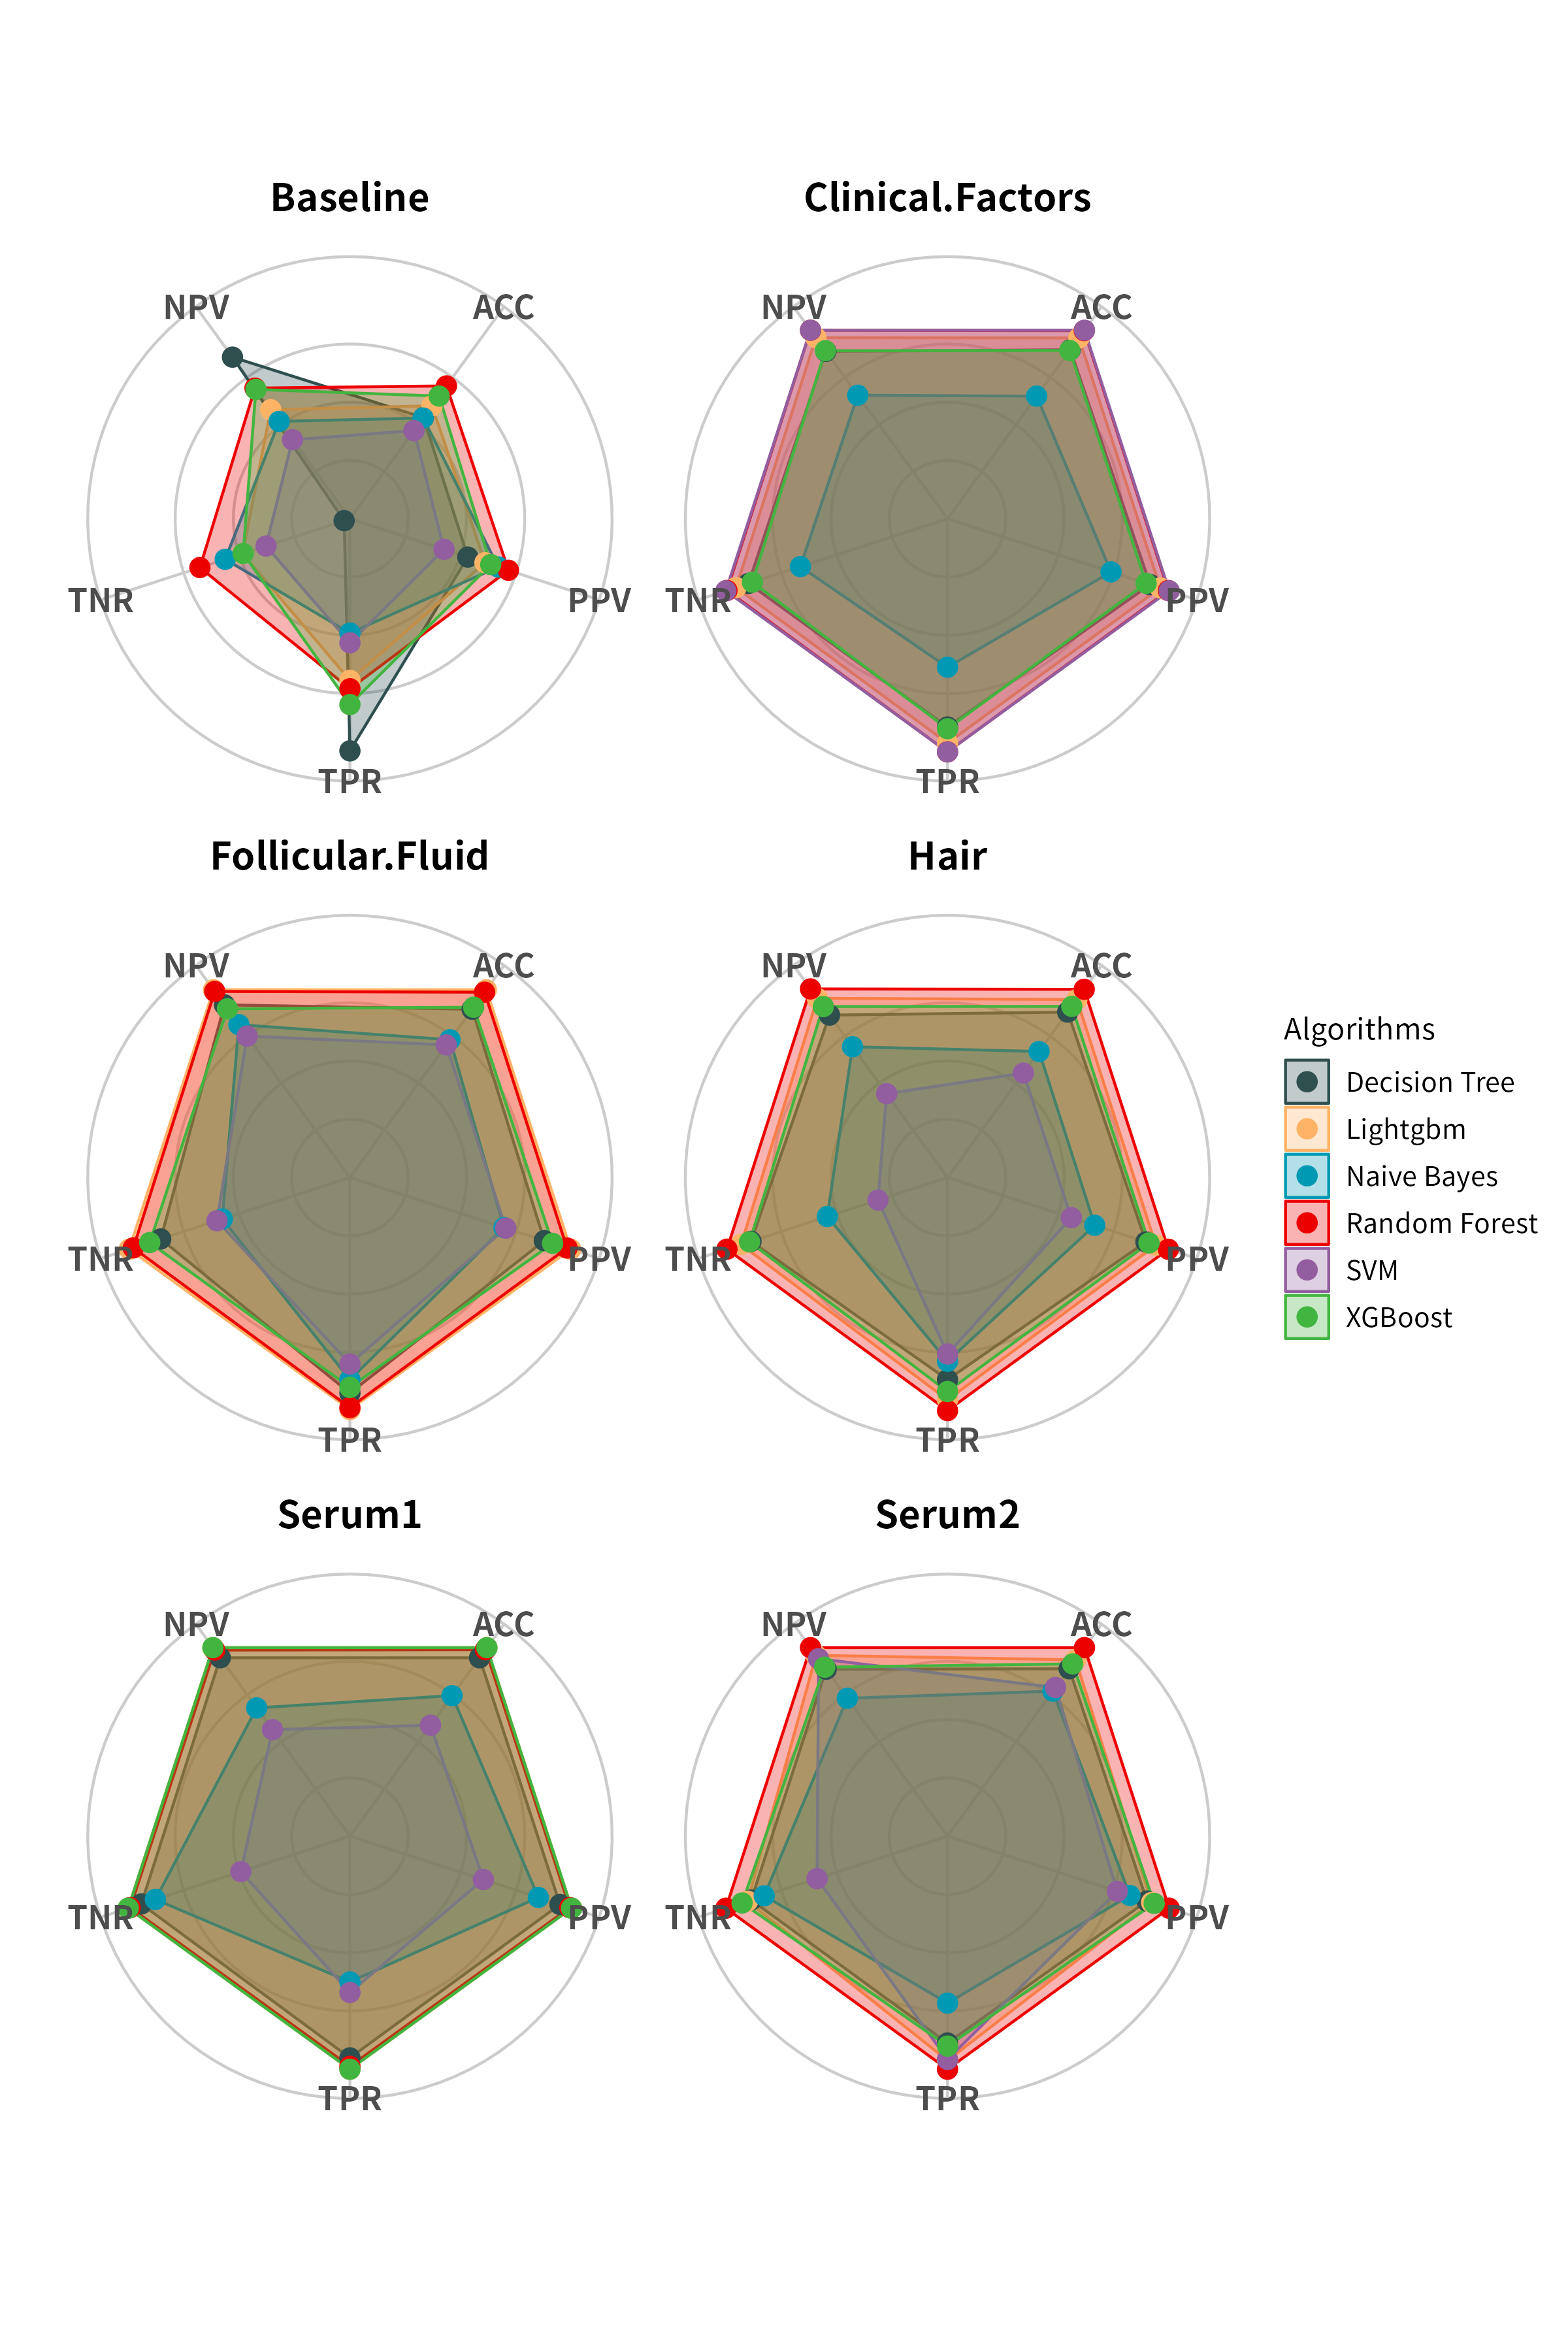 Baseline
Clinical.Factors
NPV
ACC
TNR
PPV
TPR
NPV
ACC
TNR
PPV
TPR
Follicular.Fluid
Hair
NPV
ACC
TNR
PPV
TPR
NPV
ACC
TNR
PPV
TPR
Algorithms
Decision Tree
Lightgbm
Naive Bayes
Random Forest
SVM
XGBoost
Serum1
Serum2
NPV
ACC
TNR
PPV
TPR
NPV
ACC
TNR
PPV
TPR